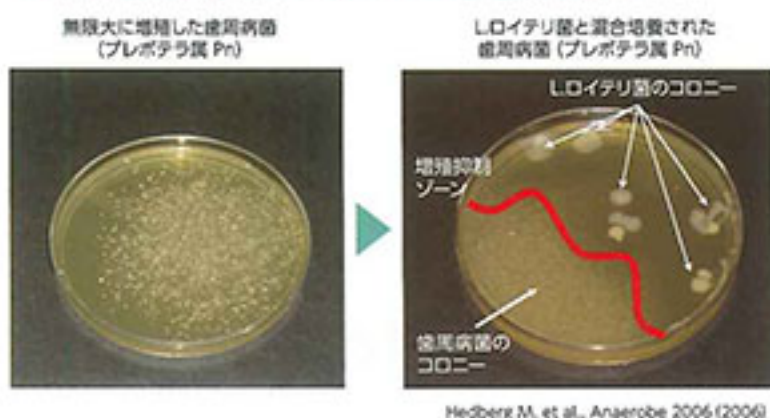 無限大に増殖した歯周病菌
(プレボテラ属 Pn)
L.ロイテリ菌と混合培養された
歯周病菌(プレボテラ属 Pn)
L.ロイテリ菌のコロニー
増殖抑制
ゾーン
歯周病菌の
コロニー
Hedberg M. et al., Anaerobe 2006 (2006)